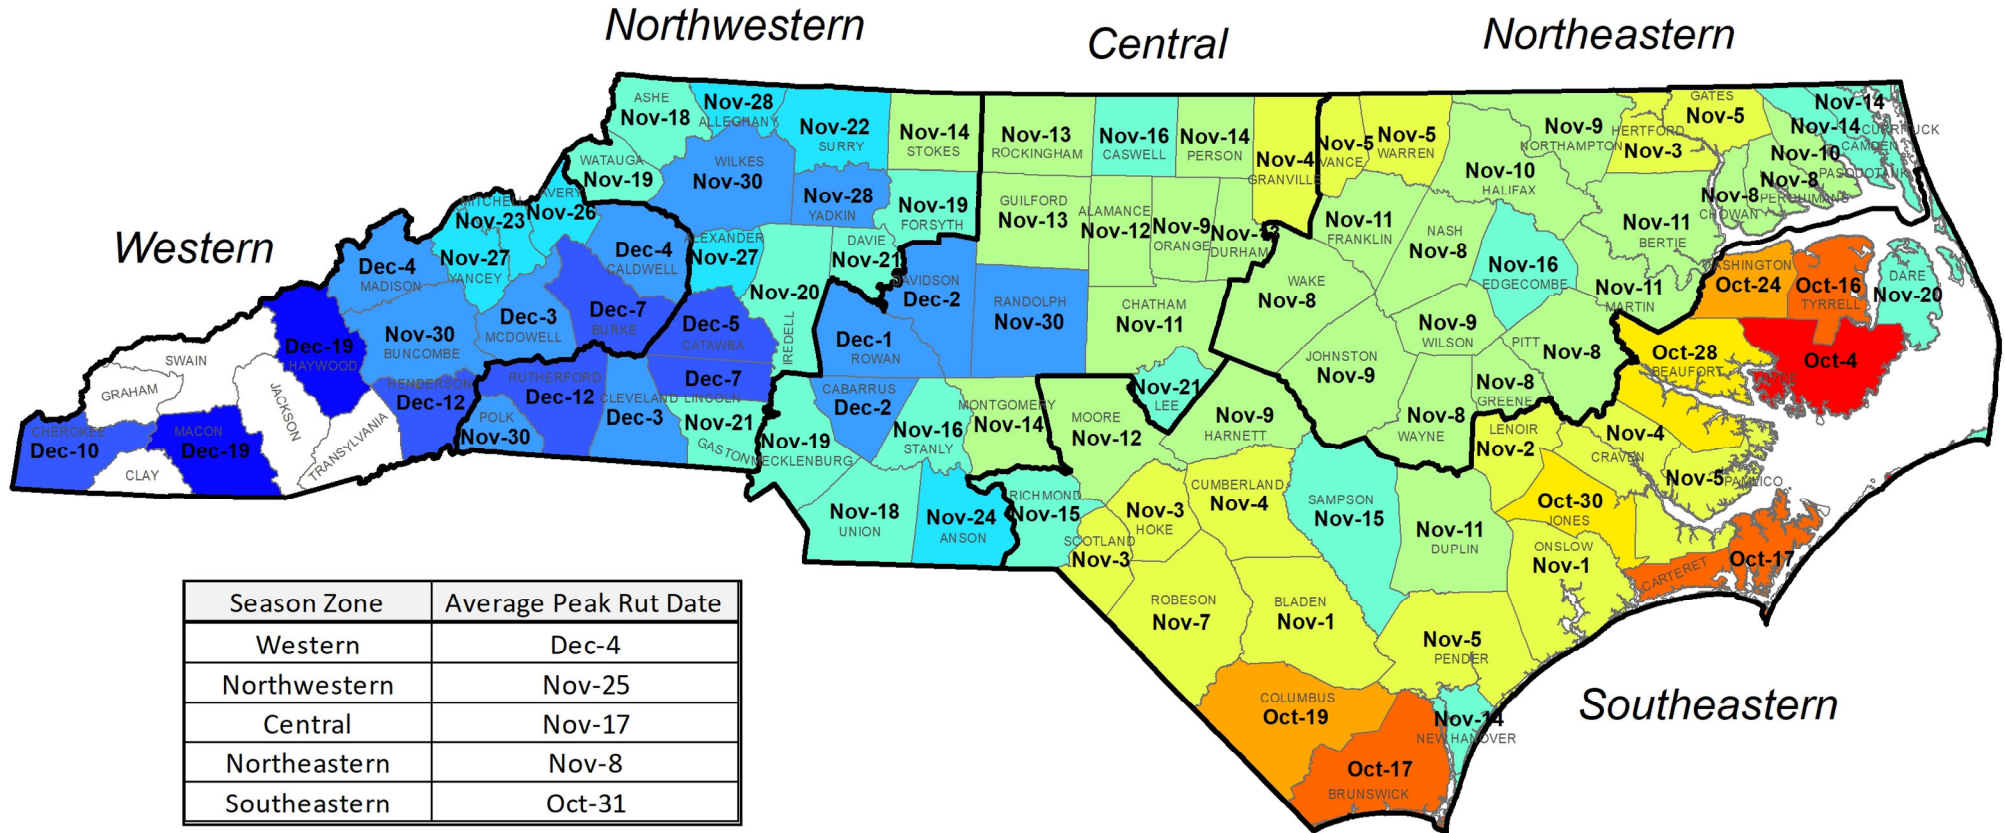 Northwestern
Central
Northeastern
Western
Southeastern
ASHE
Nov-18
Nov-28
ALLEGHANY
Nov-22
SURRY
Nov-14
STOKES
Nov-13
ROCKINGHAM
Nov-16
CASWELL
Nov-14
PERSON
Nov-4
GRANVILLE
Nov-5
VANCE
Nov-5
WARREN
Nov-9
NORTHAMPTON
HERTFORD
Nov-3
GATES
Nov-5
Nov-14
CURRITUCK
Nov-14
CAMDEN
Nov-10
PASQUOTANK
Nov-8
PERQUIMANS
Nov-8
CHOWAN
WATAUGA
Nov-19
WILKES
Nov-30
Nov-28
YADKIN
Nov-19
FORSYTH
GUILFORD
Nov-13
ALAMANCE
Nov-12
Nov-9
ORANGE
DURHAM
Nov-11
FRANKLIN
NASH
Nov-8
Nov-10
HALIFAX
Nov-16
EDGECOMBE
Nov-11
BERTIE
Nov-11
MARTIN
MITCHELL
Nov-23
AVERY
Nov-26
Nov-27
YANCEY
Dec-4
MADISON
Dec-4
CALDWELL
ALEXANDER
Nov-27
DAVIE
Nov-21
Nov-20
IREDELL
DAVIDSON
Dec-2
RANDOLPH
Nov-30
CHATHAM
Nov-11
WAKE
Nov-8
Nov-9
WILSON
PITT
Nov-8
WASHINGTON
Oct-24
Oct-16
TYRRELL
DARE
Nov-20
Oct-28
BEAUFORT
Oct-4
HYDE
Dec-19
HAYWOOD
Nov-30
BUNCOMBE
Dec-3
MCDOWELL
Dec-7
BURKE
Dec-5
CATAWBA
Dec-1
ROWAN
SWAIN
GRAHAM
JACKSON
TRANSYLVANIA
HENDERSON
Dec-12
RUTHERFORD
Dec-12
POLK
Nov-30
CLEVELAND
Dec-3
Dec-7
LINCOLN
Nov-21
GASTON
CABARRUS
Dec-2
Nov-19
MECKLENBURG
Nov-16
STANLY
MONTGOMERY
Nov-14
MOORE
Nov-12
Nov-21
LEE
Nov-9
HARNETT
JOHNSTON
Nov-9
Nov-8
WAYNE
Nov-8
GREENE
LENOIR
Nov-2
Nov-4
CRAVEN
Nov-5
PAMLICO
CHEROKEE
Dec-10
CLAY
MACON
Dec-19
Nov-18
UNION
Nov-24
ANSON
RICHMOND
Nov-15
SCOTLAND
Nov-3
Nov-3
HOKE
CUMBERLAND
Nov-4
SAMPSON
Nov-15
Nov-11
DUPLIN
Oct-30
JONES
ONSLOW
Nov-1
CARTERET
Oct-17
ROBESON
Nov-7
BLADEN
Nov-1
Nov-5
PENDER
COLUMBUS
Oct-19
Oct-17
BRUNSWICK
Nov-14
NEW HANOVER
Season Zone Average Peak Rut Date
Western Dec-4
Northwestern Nov-25
Central Nov-17
Northeastern Nov-8
Southeastern Oct-31